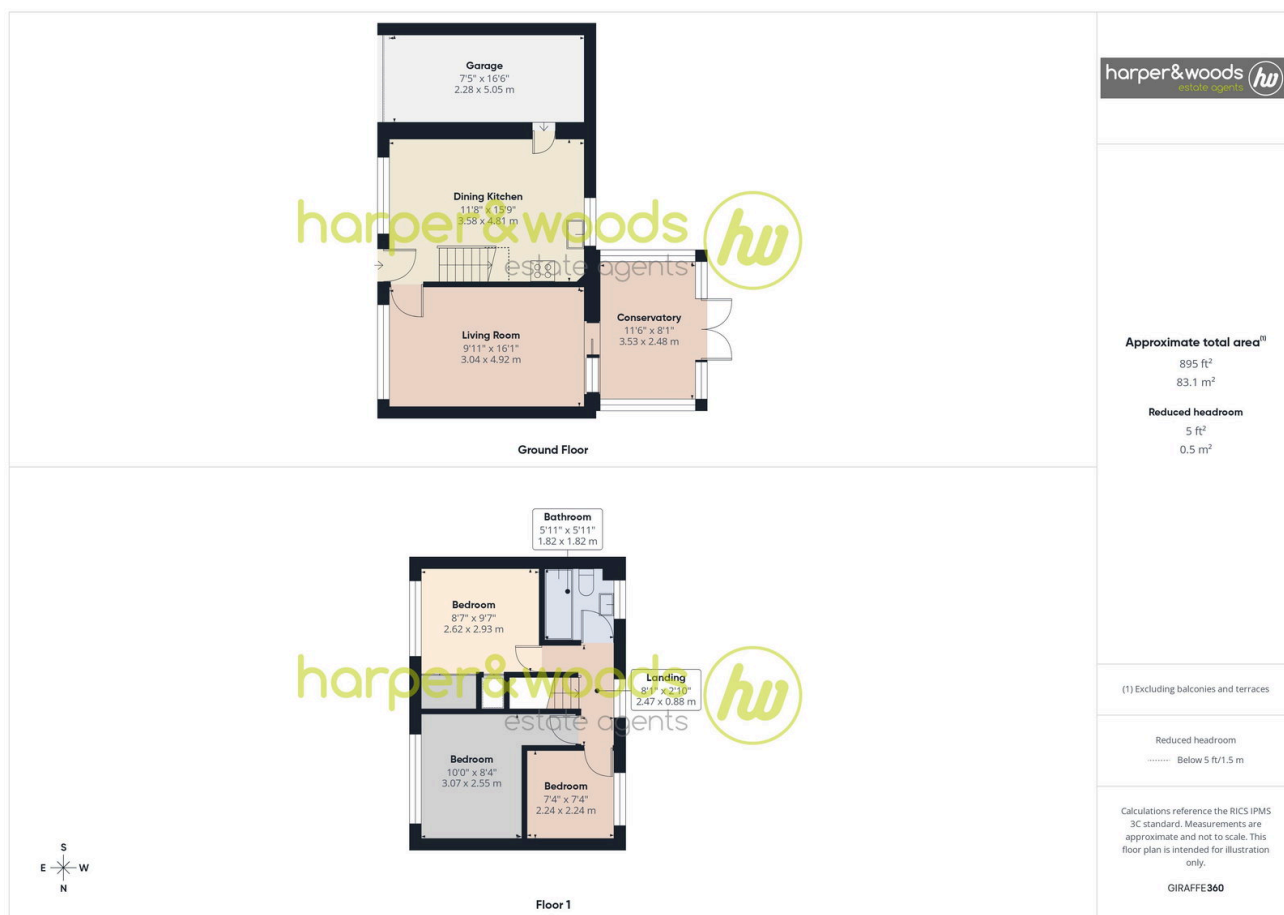 Garage
7'5" x 16'6"
2.28 x 5.05 m
Dining Kitchen
11'8" x 15'9"
3.58 x 4.81 m
harper&woods hw
estate agents
Living Room
9'11" x 16'1"
3.04 x 4.92 m
Conservatory
11'6" x 8'1"
3.53 x 2.48 m
Ground Floor
Bathroom
5'11" x 5'11"
1.82 x 1.82 m
Bedroom
8'7" x 9'7"
2.62 x 2.93 m
harper&woods hw
estate agents
Landing
8'1" x 2'10"
2.47 x 0.88 m
Bedroom
10'0" x 8'4"
3.07 x 2.55 m
Bedroom
7'4" x 7'4"
2.24 x 2.24 m
S
E W
N
Floor 1
harper&woods hw
estate agents
Approximate total area(1)
895 ft²
83.1 m²
Reduced headroom
5 ft²
0.5 m²
(1) Excluding balconies and terraces
Reduced headroom
Below 5 ft/1.5 m
Calculations reference the RICS IPMS
3C standard. Measurements are
approximate and not to scale. This
floor plan is intended for illustration
only.
GIRAFFE360